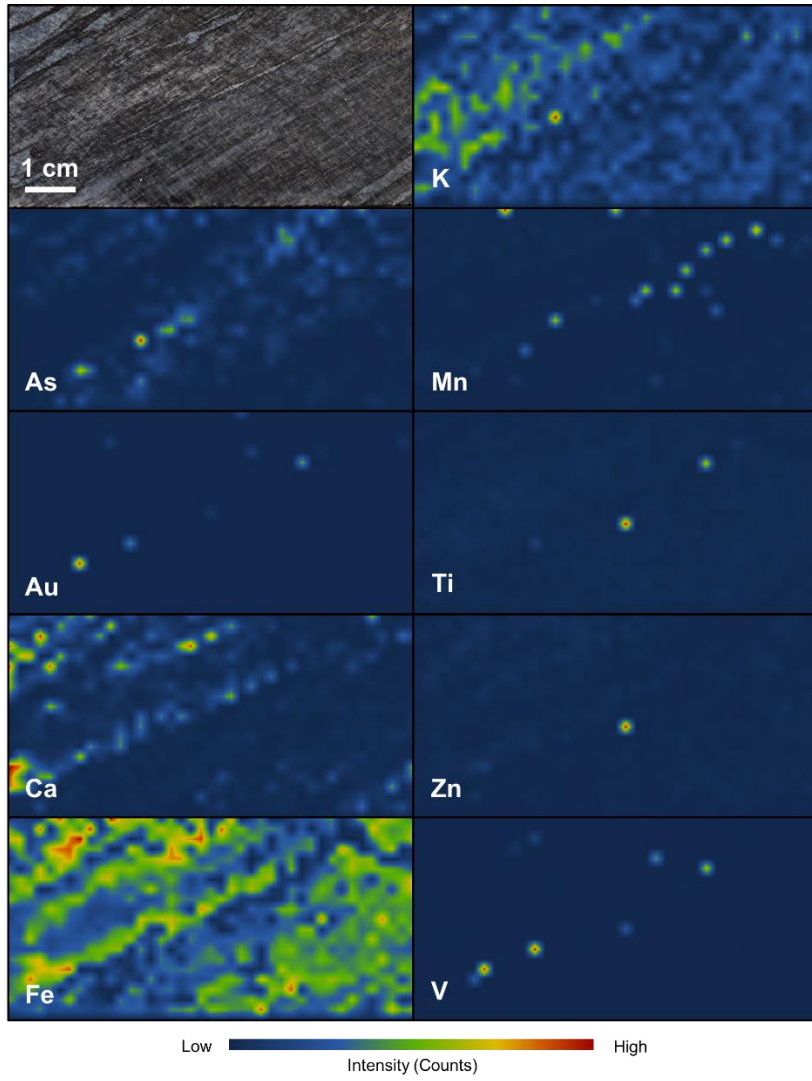 1 cm
K
As
Mn
Au
Ti
Ca
Zn
Fe
V
Low
High
Intensity (Counts)